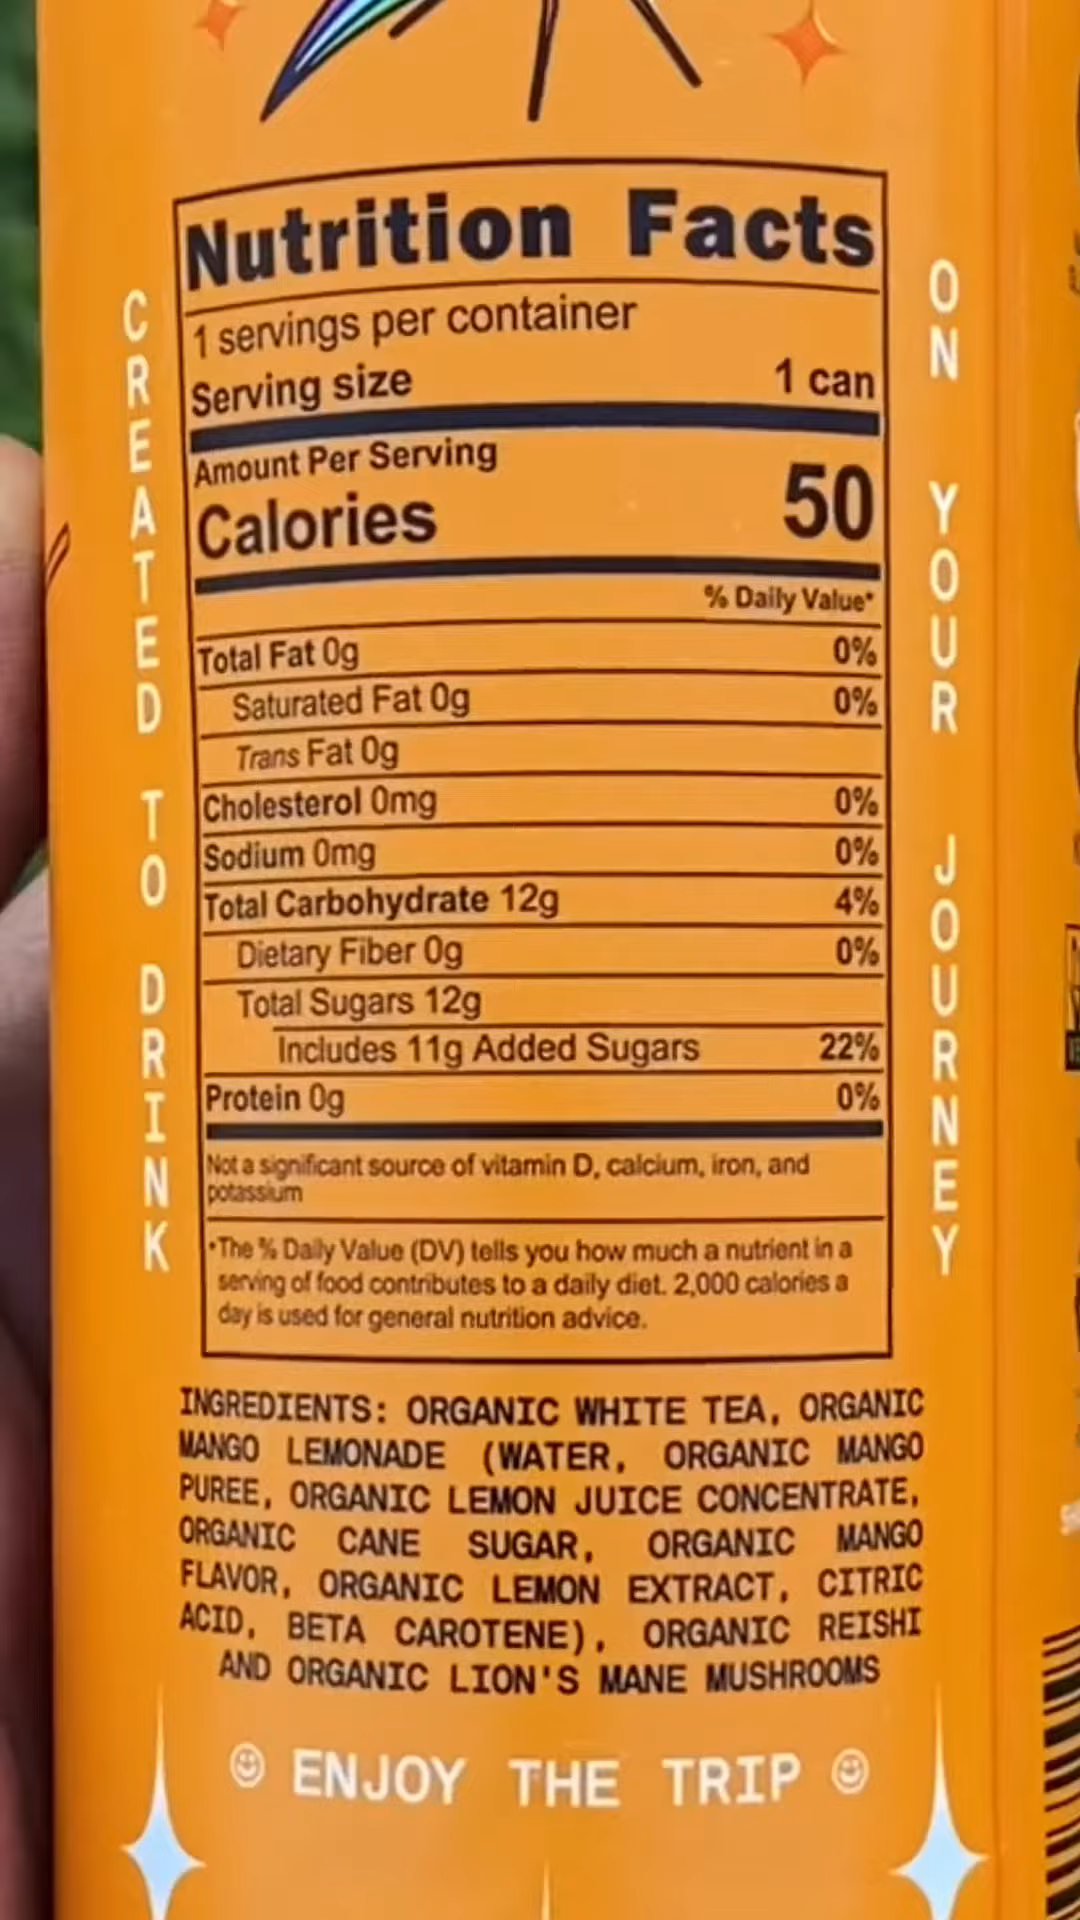 Nutrition Facts
1 servings per container
Serving size 1 can
Amount Per Serving
Calories 50
% Daily Value*
Total Fat 0g 0%
Saturated Fat 0g 0%
Trans Fat 0g
Cholesterol 0mg 0%
Sodium 0mg 0%
Total Carbohydrate 12g 4%
Dietary Fiber 0g 0%
Total Sugars 12g
Includes 11g Added Sugars 22%
Protein 0g 0%
Not a significant source of vitamin D, calcium, iron, and
potassium
*The % Daily Value (DV) tells you how much a nutrient in a
serving of food contributes to a daily diet. 2,000 calories a
day is used for general nutrition advice.
CREATED TO DRINK
ON YOUR JOURNEY
INGREDIENTS: ORGANIC WHITE TEA, ORGANIC
MANGO LEMONADE (WATER, ORGANIC MANGO
PUREE, ORGANIC LEMON JUICE CONCENTRATE,
ORGANIC CANE SUGAR, ORGANIC MANGO
FLAVOR, ORGANIC LEMON EXTRACT, CITRIC
ACID, BETA CAROTENE), ORGANIC REISHI
AND ORGANIC LION'S MANE MUSHROOMS
ENJOY THE TRIP